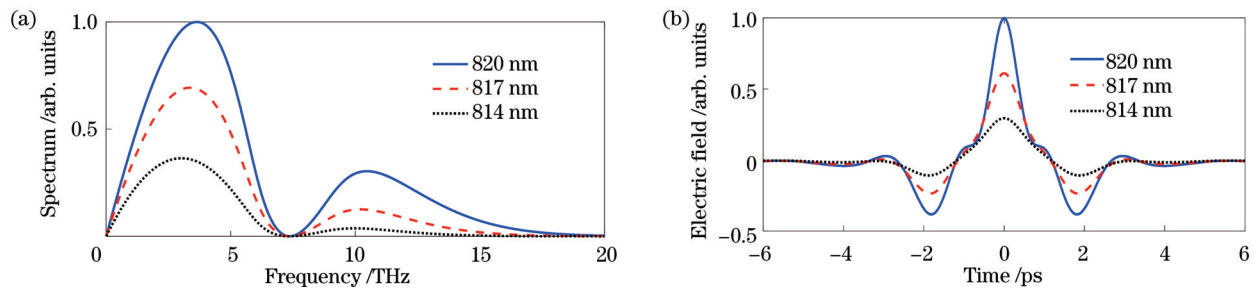 (a)
1.0
0.5
0
5
10
15
20
Spectrum /arb. units
Frequency /THz
820 nm
817 nm
814 nm
(b)
1.0
0.5
0
−0.5
−6
−4
−2
0
2
4
6
Electric field /arb. units
Time /ps
820 nm
817 nm
814 nm